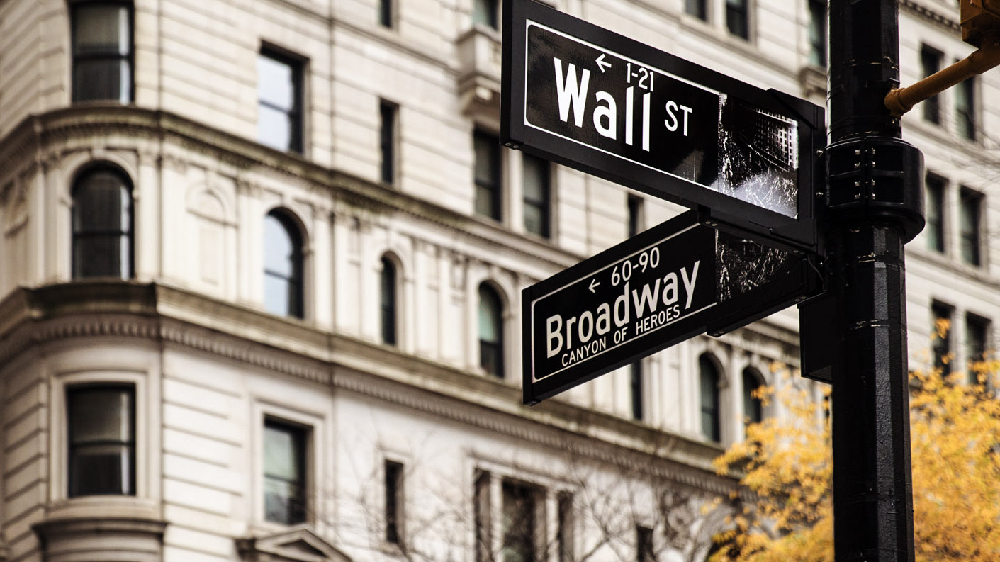 ← 1-21
Wall ST
← 60-90
Broadway
CANYON OF HEROES